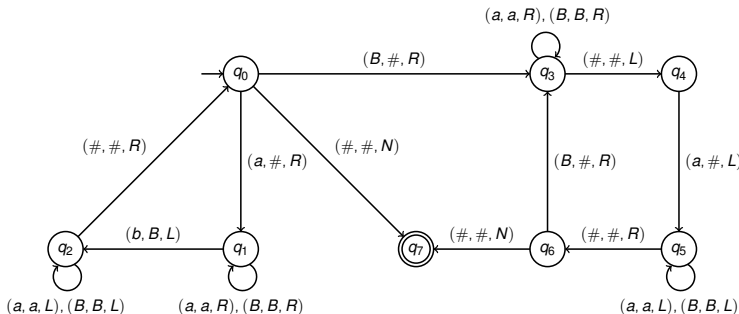 (a, a, R), (B, B, R)
q0 (B, #, R) q3 (#, #, L) q4
(#, #, R) (a, #, R) (#, #, N) (B, #, R) (a, #, L)
q2 (b, B, L) q1 q7 (#, #, N) q6 (#, #, R) q5
(a, a, L), (B, B, L) (a, a, R), (B, B, R) (a, a, L), (B, B, L)